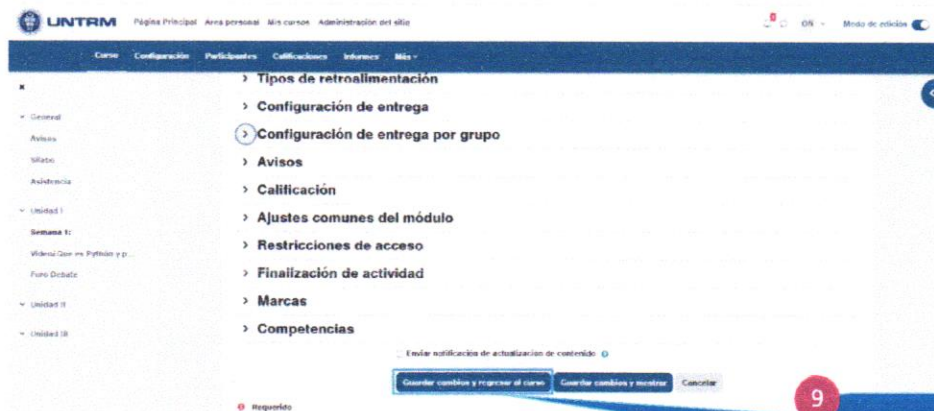 UNTRM Página Principal Área personal Mis cursos Administración del sitio Modo de edición
Curso Configuración Participantes Calificaciones Informes Más
Tipos de retroalimentación
Configuración de entrega
General
Configuración de entrega por grupo
Avisos
Avisos
Sílabo
Calificación
Asistencia
Ajustes comunes del módulo
Unidad I
Semana 1:
Restricciones de acceso
Finalización de actividad
Foro Debate
Marcas
Unidad II
Competencias
Unidad III
Enviar notificación de actualización de contenido
Guardar cambios y regresar al curso Guardar cambios y mostrar Cancelar
9
Requerido